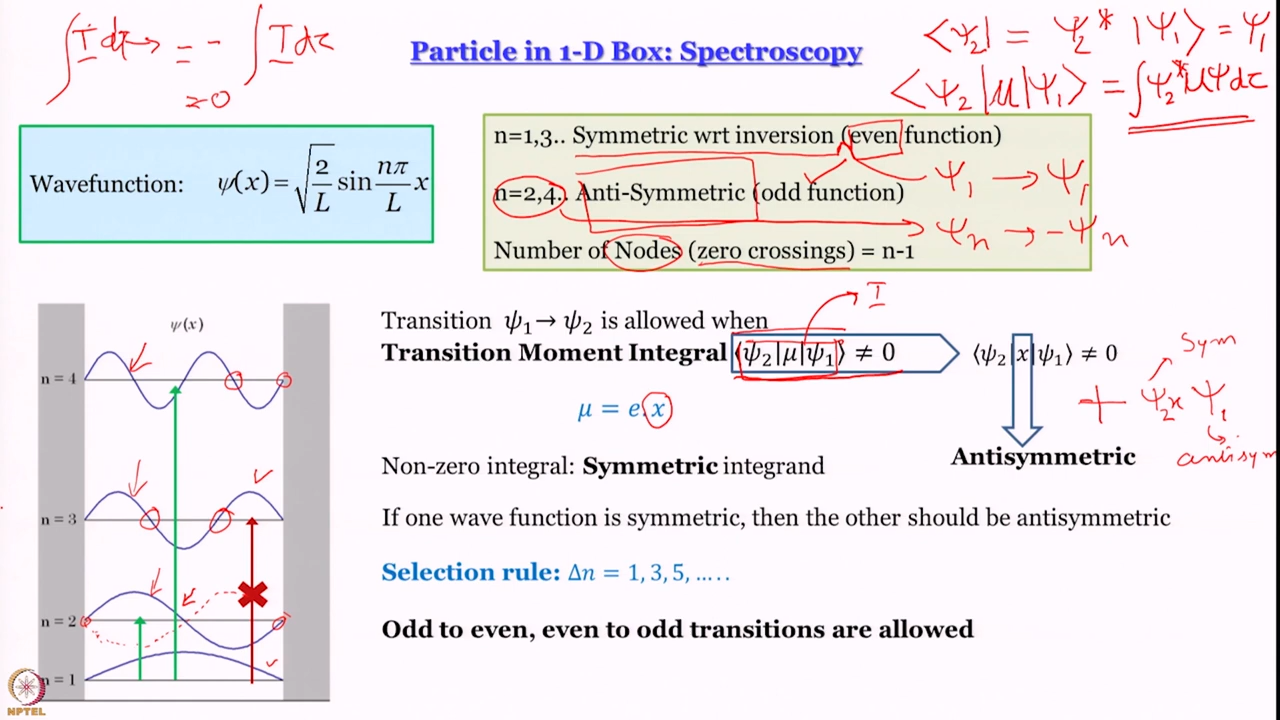 ∫ I dx → = - ∫ I dx
= 0
Particle in 1-D Box: Spectroscopy
⟨ψ₂| = ψ₂* |ψ₁⟩ = ψ₁
⟨ψ₂|μ|ψ₁⟩ = ∫ψ₂*μψ dτ
Wavefunction: ψ(x) = √(2/L) sin (nπ/L) x
n=1,3.. Symmetric wrt inversion (even function)
n=2,4.. Anti-Symmetric (odd function)
Number of Nodes (zero crossings) = n-1
ψ₁ → ψ₁
ψₙ → -ψₙ
ψ(x)
n = 4
n = 3
n = 2
n = 1
Transition ψ₁→ ψ₂ is allowed when
I
Transition Moment Integral ⟨ψ₂|μ|ψ₁⟩ ≠ 0
⟨ψ₂|x|ψ₁⟩ ≠ 0
μ = e.x
Sym
+ ψ₂ x ψ₁
antisym
Antisymmetric
Non-zero integral: Symmetric integrand
If one wave function is symmetric, then the other should be antisymmetric
Selection rule: Δn = 1, 3, 5, .....
Odd to even, even to odd transitions are allowed
NPTEL